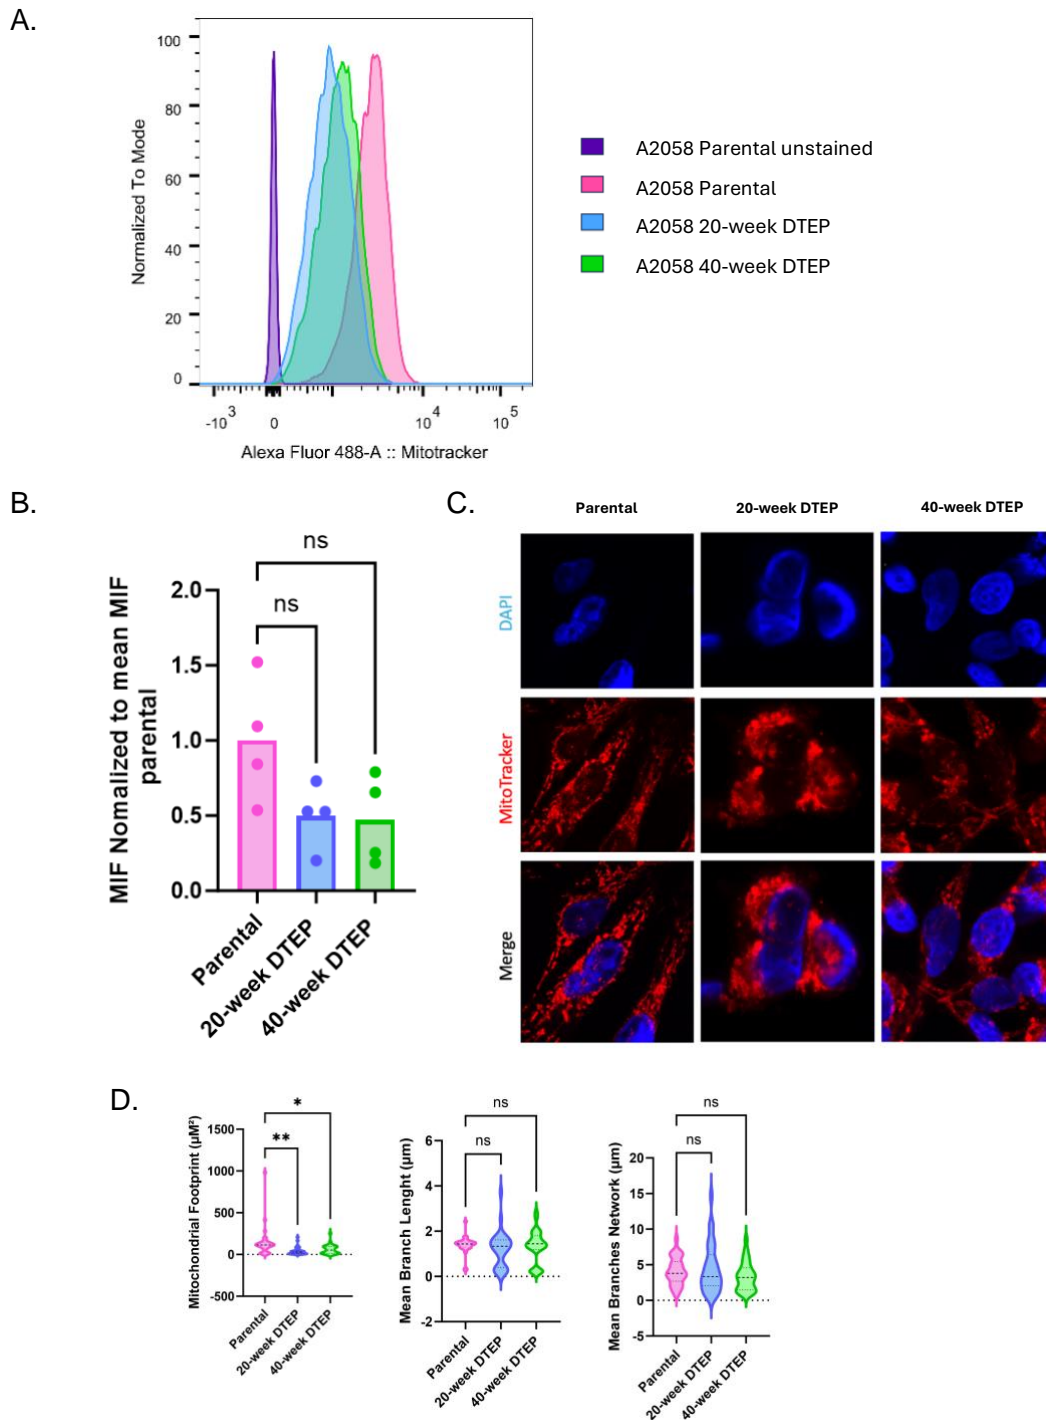 A.
100
80
60
40
20
0
Normalized To Mode
-10³ 0 10⁴ 10⁵
Alexa Fluor 488-A :: Mitotracker
A2058 Parental unstained
A2058 Parental
A2058 20-week DTEP
A2058 40-week DTEP
B.
ns
ns
2.0
1.5
1.0
0.5
0.0
MIF Nomalized to mean MIF
parental
Parental
20-week DTEP
40-week DTEP
C.
Parental 20-week DTEP 40-week DTEP
DAPI
MitoTracker
Merge
D.
*
**
1500
1000
500
0
-500
Mitochondrial Footprint (µM²)
Parental
20-week DTEP
40-week DTEP
ns
ns
6
4
2
0
-2
Mean Branch Lenght (µm)
Parental
20-week DTEP
40-week DTEP
ns
ns
20
15
10
5
0
-5
Mean Branches Network (µm)
Parental
20-week DTEP
40-week DTEP